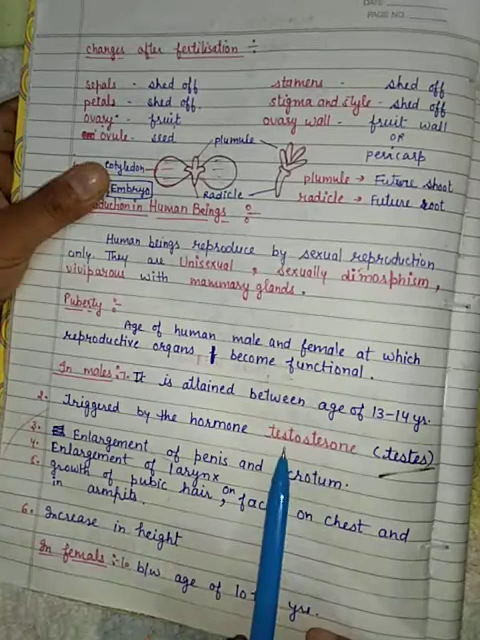 DATE
PAGE NO.
changes after fertilisation :-
sepals - shed off
petals - shed off.
ovary - fruit
ovule - seed
stamens - shed off
stigma and style - shed off
ovary wall - fruit wall
or
pericarp
plumule
Cotyledon
Embryo
Radicle
plumule → Future shoot
radicle → Future root
oduction in Human Beings :-
Human beings reproduce by sexual reproduction
only. They are Unisexual, sexually dimorphism,
viviparous with mammary glands.
Puberty :-
Age of human male and female at which
reproductive organs become functional.
In males :- 1. It is attained between age of 13-14 yr.
2. Triggered by the hormone testosterone (testes)
3. Enlargement of penis and scrotum.
4. Enlargement of larynx
5. growth of pubic hair, on fac on chest and
in armpits.
6. Increase in height
In females :- 1. b/w age of 10- yrs.